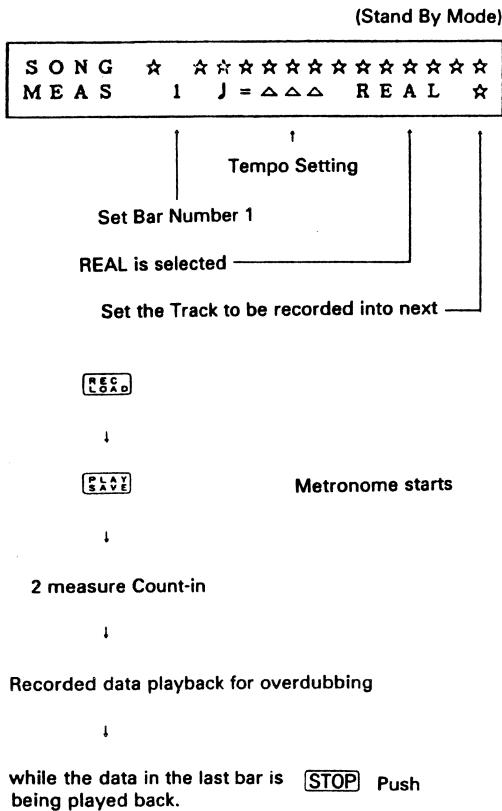 (Stand By Mode)
SONG ☆ ☆☆☆☆☆☆☆☆☆☆☆☆☆
MEAS 1 ♩=△△△ REAL ☆
Tempo Setting
Set Bar Number 1
REAL is selected
Set the Track to be recorded into next
REC
LOAD
PLAY
SAVE
Metronome starts
2 measure Count-in
Recorded data playback for overdubbing
while the data in the last bar is STOP Push
being played back.